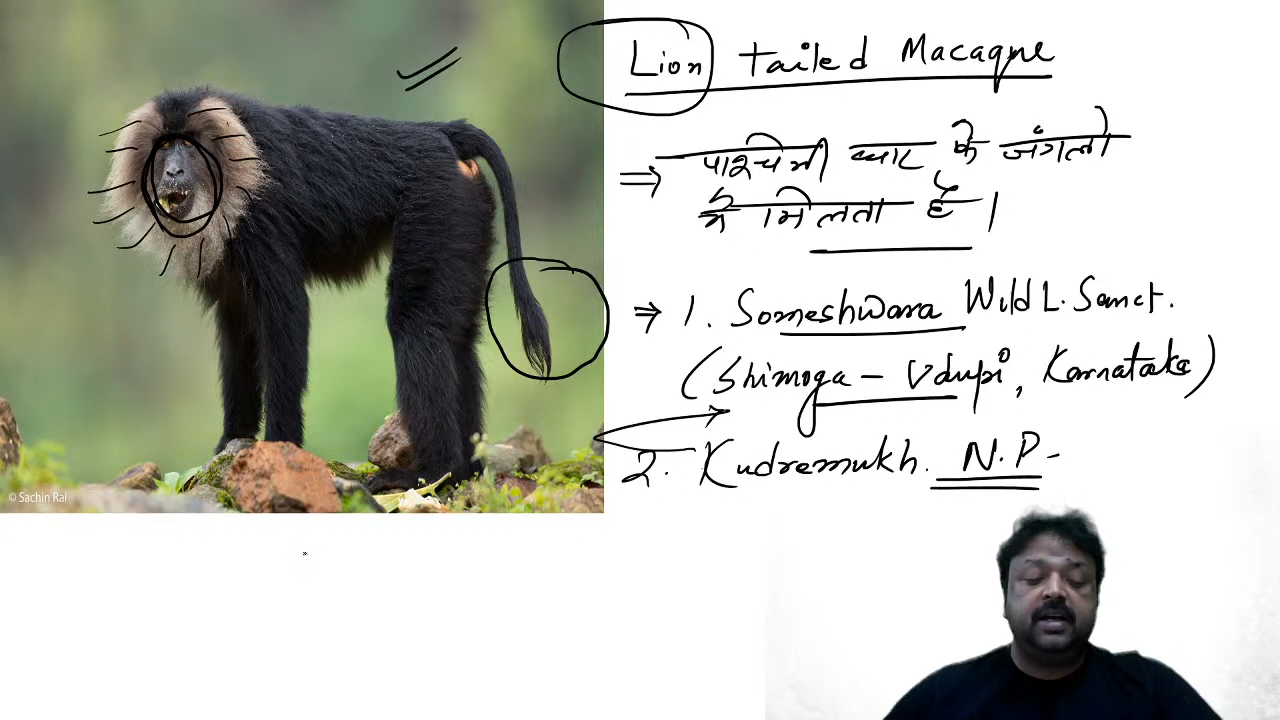 Lion tailed Macaque
⇒ पश्चिमी घाट के जंगलो
में मिलता है।
⇒ 1. Someshwara Wild L. Sanct.
(Shimoga – Udupi, Karnataka)
2. Kudremukh. N.P-
© Sachin Rai